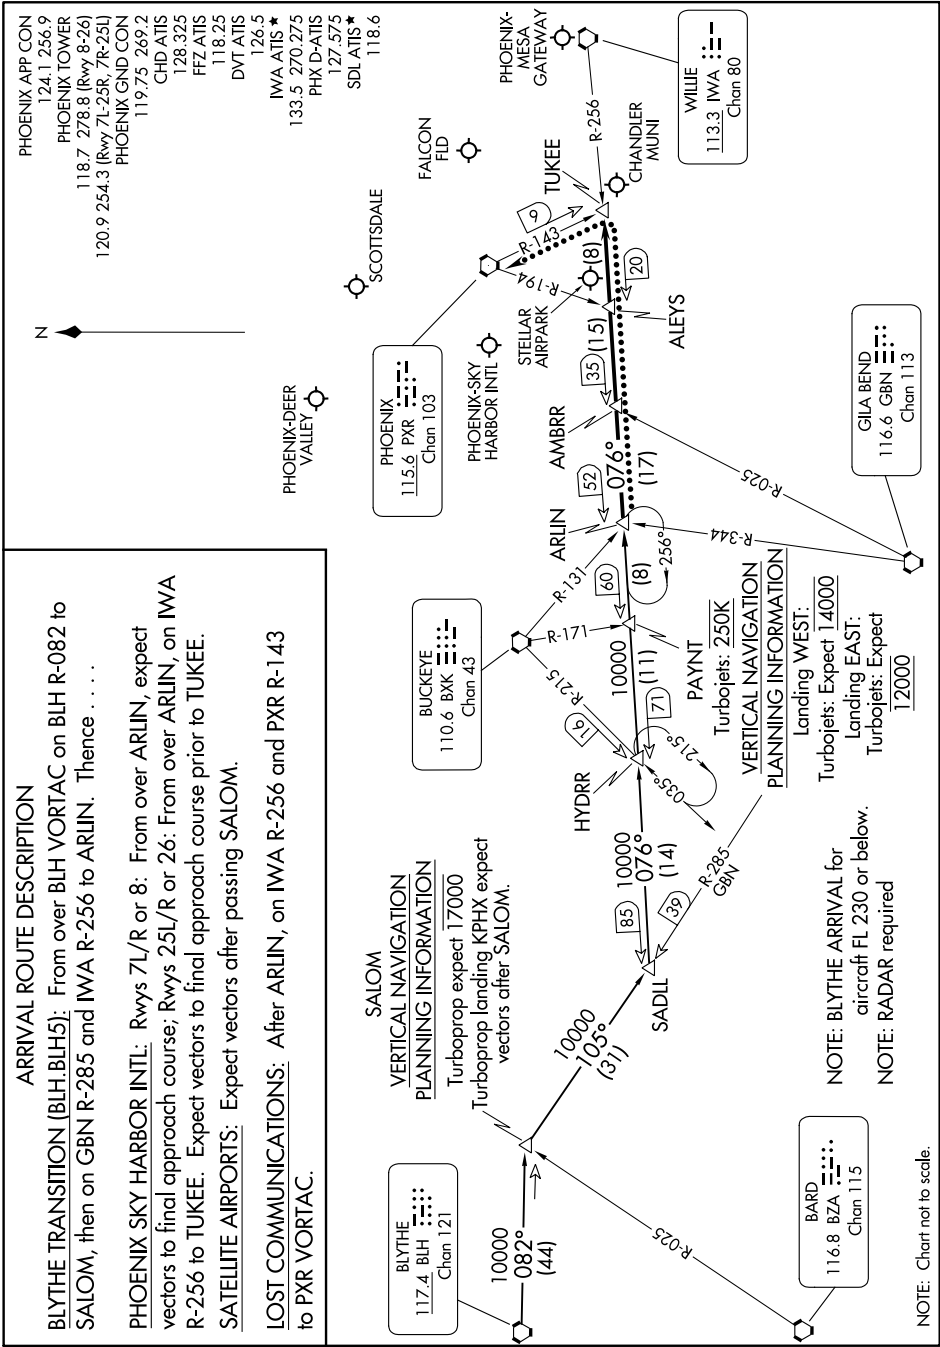 ARRIVAL ROUTE DESCRIPTION
BLYTHE TRANSITION (BLH.BLH5): From over BLH VORTAC on BLH R-082 to
SALOM, then on GBN R-285 and IWA R-256 to ARLIN. Thence . . . .
PHOENIX SKY HARBOR INTL: Rwys 7L/R or 8: From over ARLIN, expect
vectors to final approach course; Rwys 25L/R or 26: From over ARLIN, on IWA
R-256 to TUKEE. Expect vectors to final approach course prior to TUKEE.
SATELLITE AIRPORTS: Expect vectors after passing SALOM.
LOST COMMUNICATIONS: After ARLIN, on IWA R-256 and PXR R-143
to PXR VORTAC.
PHOENIX APP CON
124.1 256.9
PHOENIX TOWER
118.7 278.8 (Rwy 8-26)
120.9 254.3 (Rwy 7L-25R, 7R-25L)
PHOENIX GND CON
119.75 269.2
CHD ATIS
128.325
FFZ ATIS
118.25
DVT ATIS
126.5
IWA ATIS ★
133.5 270.275
PHX D-ATIS
127.575
SDL ATIS ★
118.6
N
PHOENIX-DEER
VALLEY
SCOTTSDALE
FALCON
FLD
PHOENIX-
MESA
GATEWAY
PHOENIX
115.6 PXR
Chan 103
PHOENIX-SKY
HARBOR INTL
STELLAR
AIRPARK
CHANDLER
MUNI
WILLIE
113.3 IWA
Chan 80
R-256
TUKEE
9
R-143
R-194
(8)
20
ALEYS
(15)
35
AMBRR
076°
(17)
52
ARLIN
256°
R-025
R-344
GILA BEND
116.6 GBN
Chan 113
BUCKEYE
110.6 BXK
Chan 43
R-131
R-171
R-215
(8)
60
PAYNT
Turbojets: 250K
VERTICAL NAVIGATION
PLANNING INFORMATION
Landing WEST:
Turbojets: Expect 14000
Landing EAST:
Turbojets: Expect
12000
10000
(11)
71
16
HYDRR
215°
035°
10000
076°
(14)
85
39
R-285
GBN
SADLL
SALOM
VERTICAL NAVIGATION
PLANNING INFORMATION
Turboprop expect 17000
Turboprop landing KPHX expect
vectors after SALOM.
10000
105°
(31)
BLYTHE
117.4 BLH
Chan 121
10000
082°
(44)
R-025
BARD
116.8 BZA
Chan 115
NOTE: BLYTHE ARRIVAL for
aircraft FL 230 or below.
NOTE: RADAR required
NOTE: Chart not to scale.